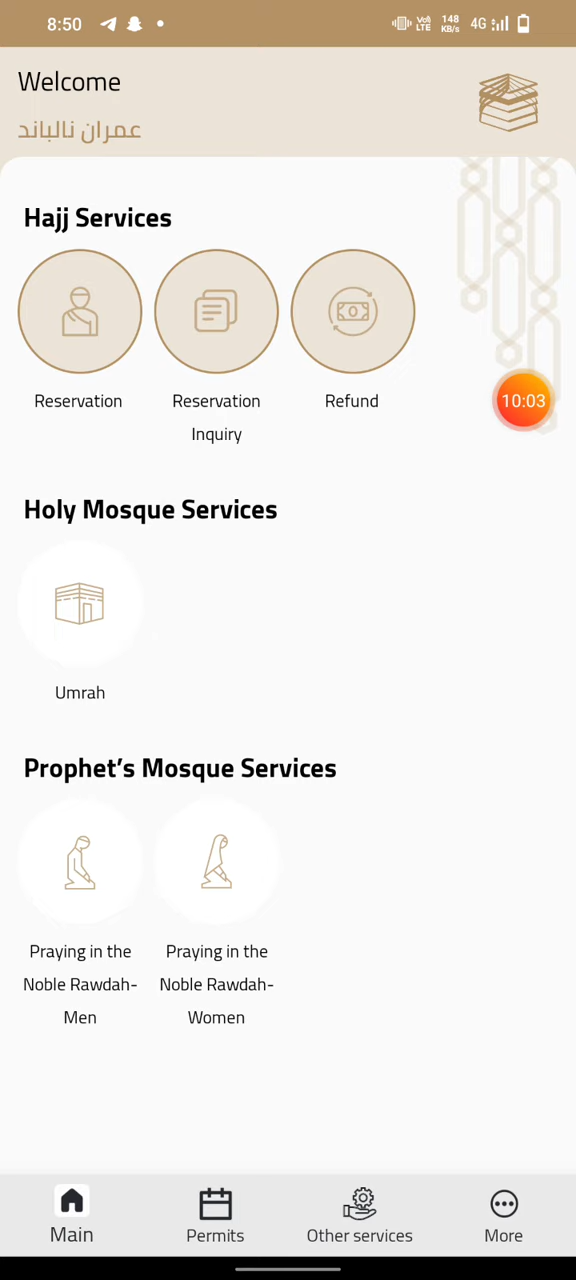 8:50
Vo))
LTE
148
KB/s
4G
Welcome
عمران نالباند
Hajj Services
Reservation
Reservation
Inquiry
Refund
10:03
Holy Mosque Services
Umrah
Prophet’s Mosque Services
Praying in the
Noble Rawdah-
Men
Praying in the
Noble Rawdah-
Women
Main
Permits
Other services
More